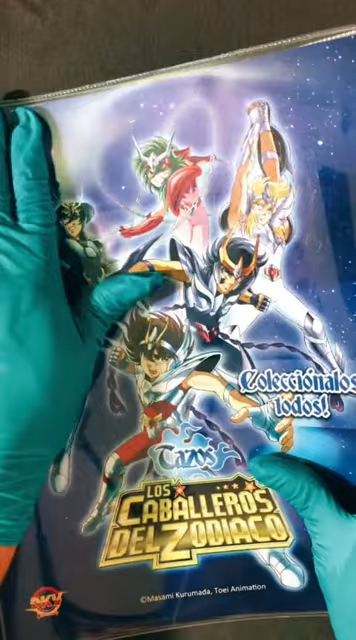 Colecciónalos
todos!
Tazos
LOS
CABALLEROS
DEL ZODIACO
©Masami Kurumada, Toei Animation